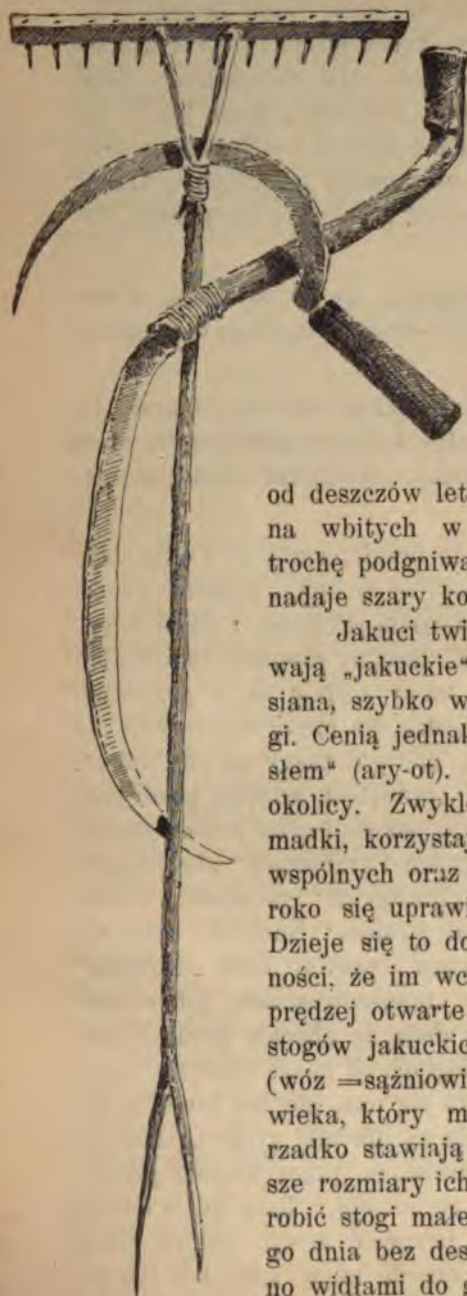 od deszczów let
na wbitych w
trochę podgniwa
nadaje szary ko
Jakuci twi
wają „jakuckie“
siana, szybko w
gi. Cenią jednal
słem“ (ary-ot).
okolicy. Zwykl
madki, korzystaj
wspólnych oraz
roko się upraw
Dzieje się to do
ności, że im wc
prędzej otwarte
stogów jakuckic
(wóz =sążniowi
wieka, który m
rzadko stawiają
sze rozmiary ich
robić stogi małe
go dnia bez des
no widłami do s